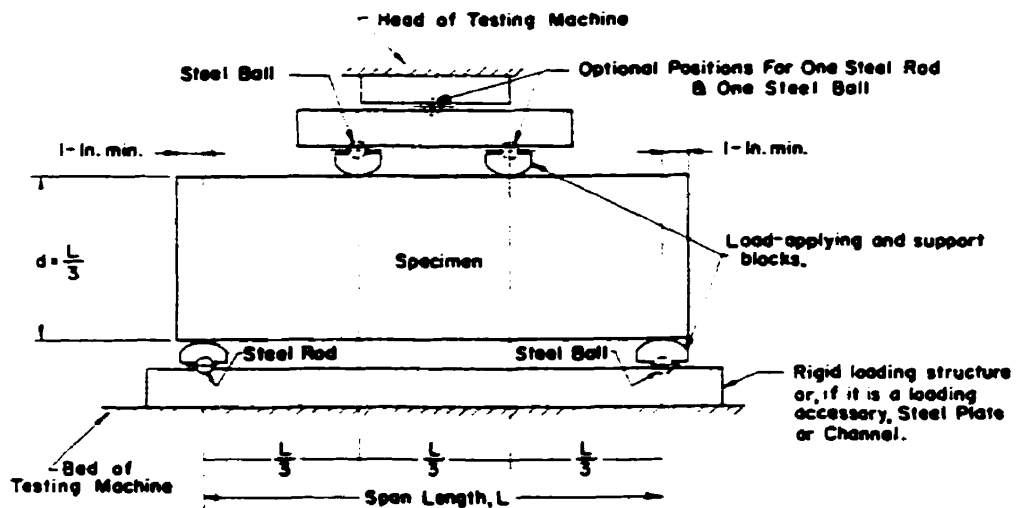 Head of Testing Machine
Steel Ball
Optional Positions For One Steel Rod
& One Steel Ball
1-In. min.
1-In. min.
d = L/3
Specimen
Load-applying and support
blocks.
Steel Rod
Steel Ball
Rigid loading structure
or, if it is a loading
accessory, Steel Plate
or Channel.
L/3
L/3
L/3
Bed of
Testing Machine
Span Length, L